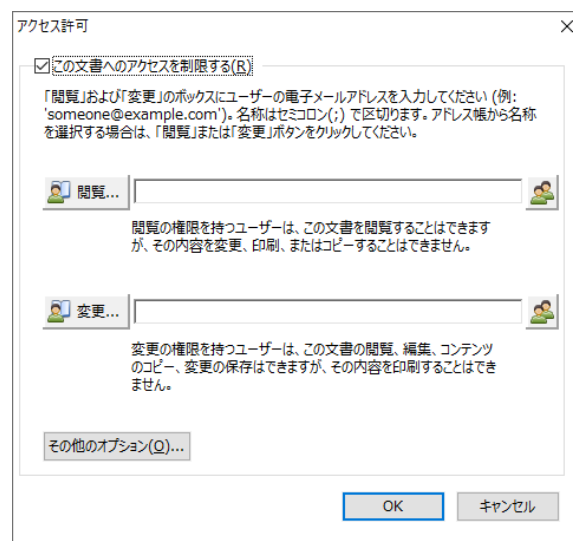 アクセス許可
この文書へのアクセスを制限する(R)
「閲覧」および「変更」のボックスにユーザーの電子メールアドレスを入力してください (例:
'someone@example.com')。名称はセミコロン(;) で区切ります。アドレス帳から名称
を選択する場合は、「閲覧」または「変更」ボタンをクリックしてください。
閲覧...
閲覧の権限を持つユーザーは、この文書を閲覧することはできます
が、その内容を変更、印刷、またはコピーすることはできません。
変更...
変更の権限を持つユーザーは、この文書の閲覧、編集、コンテンツ
のコピー、変更の保存はできますが、その内容を印刷することはでき
ません。
その他のオプション(O)...
OK
キャンセル